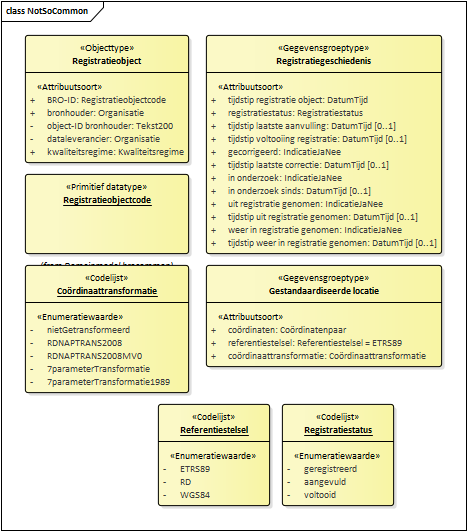 class NotSoCommon
«Objecttype»
Registratieobject
«Attribuutsoort»
+ BRO-ID: Registratieobjectcode
+ bronhouder: Organisatie
- object-ID bronhouder: Tekst200
- dataleverancier: Organisatie
+ kwaliteitsregime: Kwaliteitsregime
«Gegevensgroeptype»
Registratiegeschiedenis
«Attribuutsoort»
+ tijdstip registratie object: DatumTijd
+ registratiestatus: Registratiestatus
+ tijdstip laatste aanvulling: DatumTijd [0..1]
+ tijdstip voltooiing registratie: DatumTijd [0..1]
+ gecorrigeerd: IndicatieJaNee
+ tijdstip laatste correctie: DatumTijd [0..1]
+ in onderzoek: IndicatieJaNee
+ in onderzoek sinds: DatumTijd [0..1]
+ uit registratie genomen: IndicatieJaNee
+ tijdstip uit registratie genomen: DatumTijd [0..1]
+ weer in registratie genomen: IndicatieJaNee
+ tijdstip weer in registratie genomen: DatumTijd [0..1]
«Primitief datatype»
Registratieobjectcode
«Codelijst»
Coördinaattransformatie
«Enumeratiewaarde»
- nietGetransformeerd
- RDNAPTRANS2008
- RDNAPTRANS2008MV0
- 7parameterTransformatie
- 7parameterTransformatie1989
«Gegevensgroeptype»
Gestandaardiseerde locatie
«Attribuutsoort»
+ coördinaten: Coördinatenpaar
+ referentiestelsel: Referentiestelsel = ETRS89
+ coördinaattransformatie: Coördinaattransformatie
«Codelijst»
Referentiestelsel
«Enumeratiewaarde»
- ETRS89
- RD
- WGS84
«Codelijst»
Registratiestatus
«Enumeratiewaarde»
- geregistreerd
- aangevuld
- voltooid